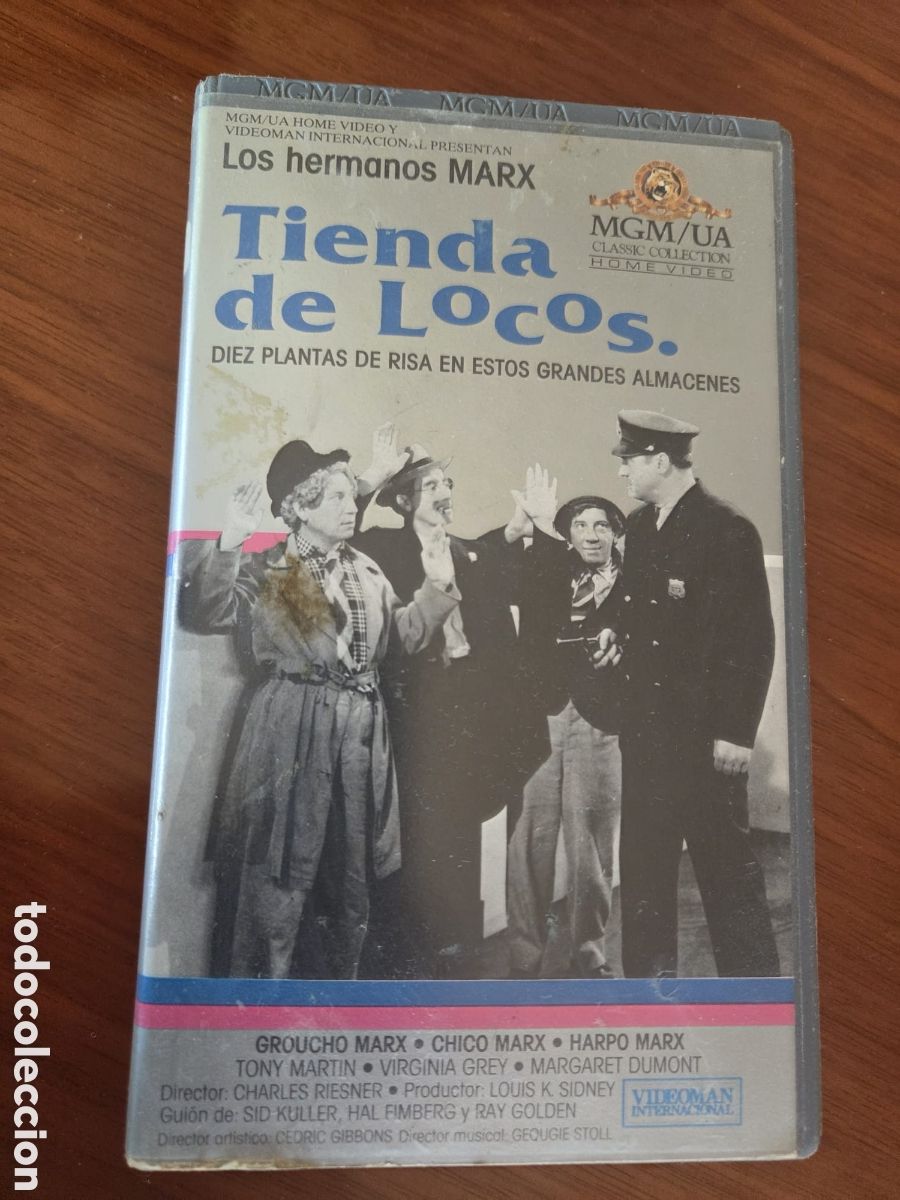 MGM/UA MGM/UA MGM/UA
MGM/UA HOME VIDEO Y
VIDEOMAN INTERNACIONAL PRESENTAN
Los hermanos MARX
Tienda
de Locos.
MGM/UA
CLASSIC COLLECTION
HOME VIDEO
DIEZ PLANTAS DE RISA EN ESTOS GRANDES ALMACENES
GROUCHO MARX • CHICO MARX • HARPO MARX
TONY MARTIN • VIRGINIA GREY • MARGARET DUMONT
Director: CHARLES RIESNER • Productor: LOUIS K. SIDNEY
Guión de: SID KULLER, HAL FIMBERG y RAY GOLDEN
Director artístico: CEDRIC GIBBONS Director musical: GEOUGIE STOLL
VIDEOMAN
INTERNACIONAL
todocoleccion